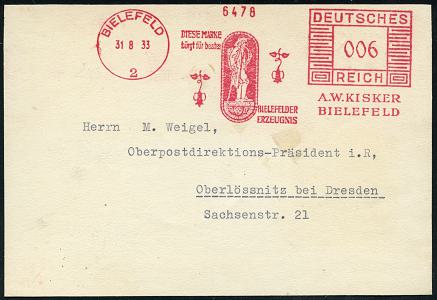 6478
BIELEFELD
31 8 33
2
DIESE MARKE
bürgt für bestes
BIELEFELDER
ERZEUGNIS
DEUTSCHES
006
REICH
A.W.KISKER
BIELEFELD
Herrn M. Weigel,
Oberpostdirektions-Präsident i.R,
Oberlössnitz bei Dresden
Sachsenstr. 21